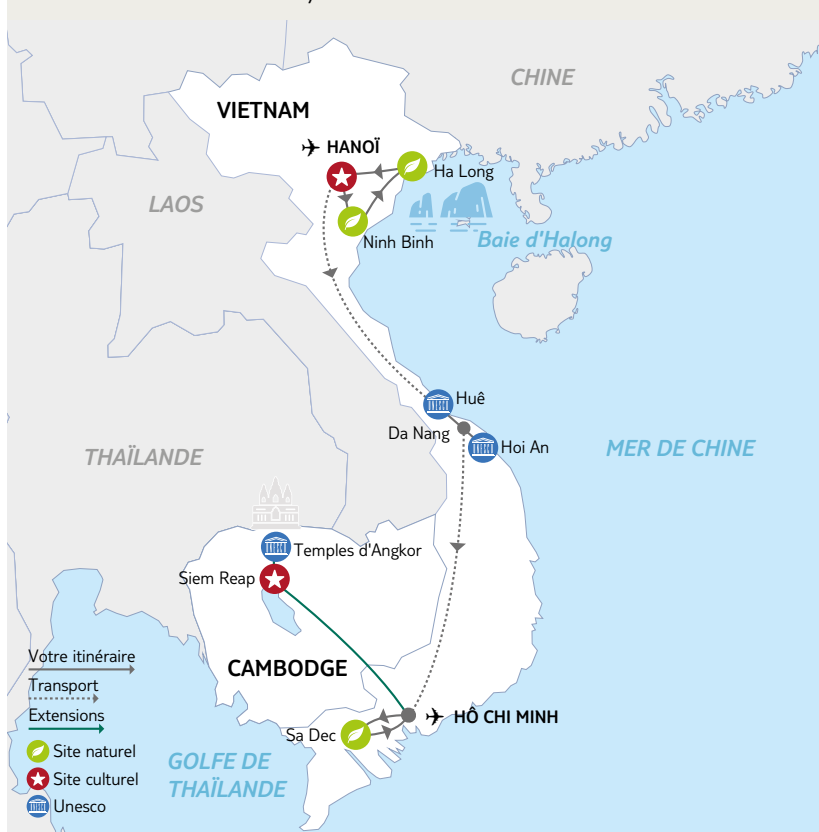 CHINE
VIETNAM
HANOÏ
Ha Long
LAOS
Ninh Binh
Baie d'Halong
Huê
Da Nang
Hoi An
MER DE CHINE
THAÏLANDE
Temples d'Angkor
Siem Reap
CAMBODGE
HÔ CHI MINH
Sa Dec
GOLFE DE
THAÏLANDE
Votre itinéraire
Transport
Extensions
Site naturel
Site culturel
Unesco